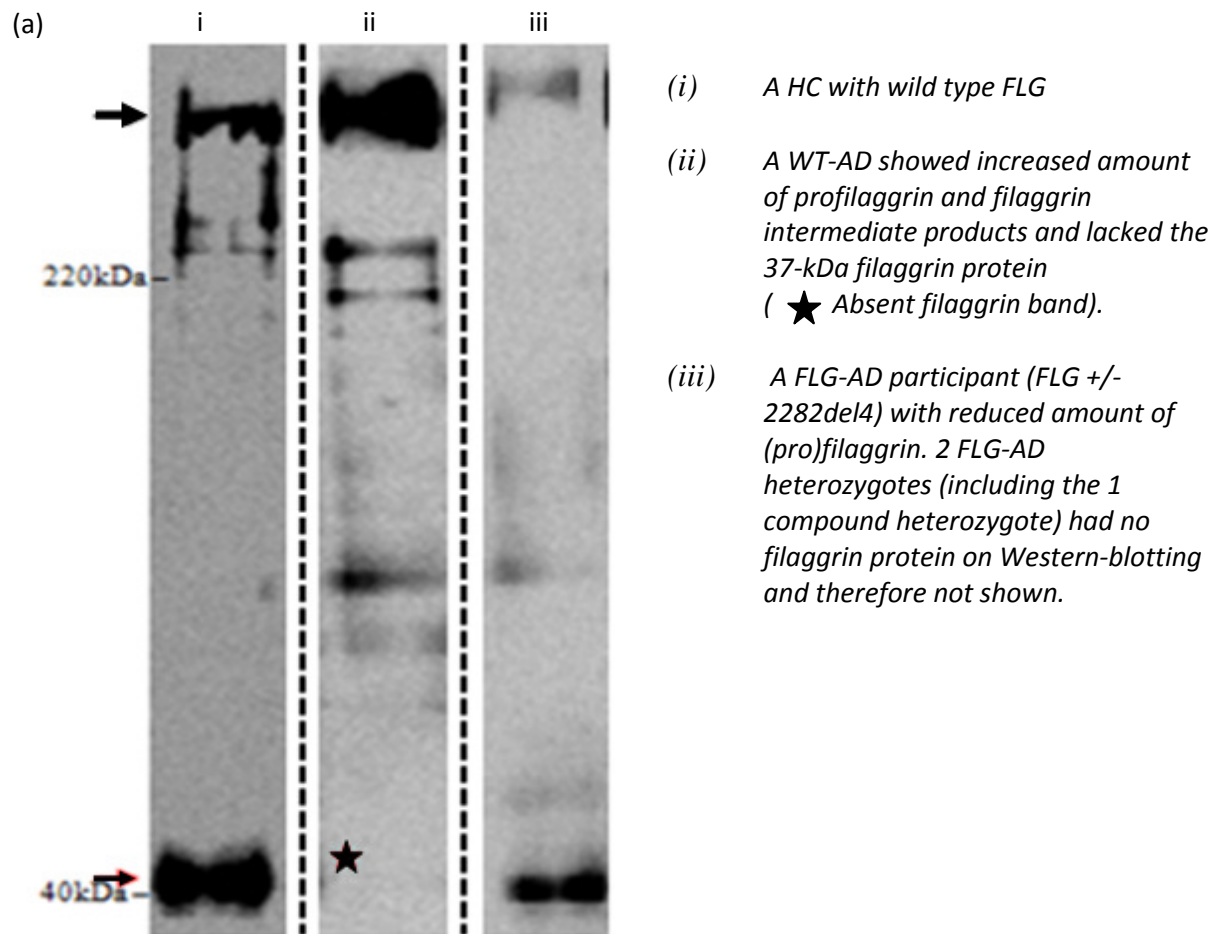 (a)
i ii iii
220kDa
40kDa
(i) A HC with wild type FLG
(ii) A WT-AD showed increased amount
of profilaggrin and filaggrin
intermediate products and lacked the
37-kDa filaggrin protein
( ★ Absent filaggrin band).
(iii) A FLG-AD participant (FLG +/-
2282del4) with reduced amount of
(pro)filaggrin. 2 FLG-AD
heterozygotes (including the 1
compound heterozygote) had no
filaggrin protein on Western-blotting
and therefore not shown.